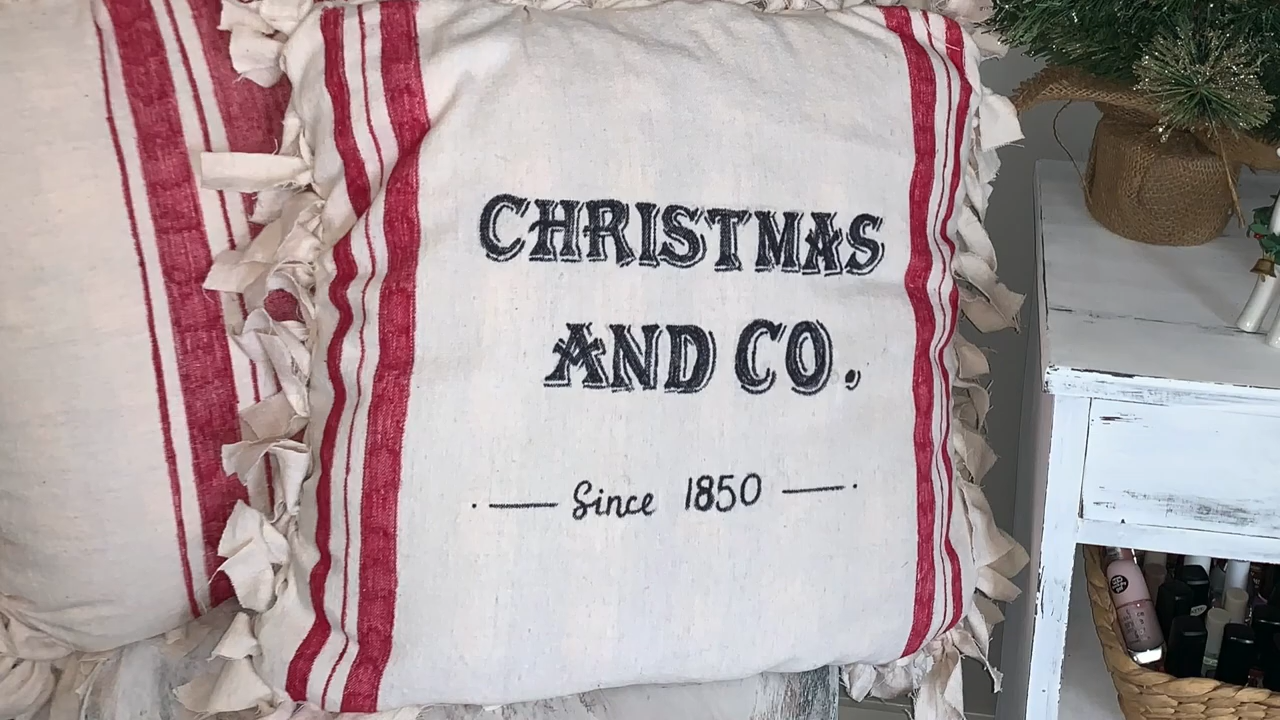 CHRISTMAS
AND CO.
· — Since 1850 — ·